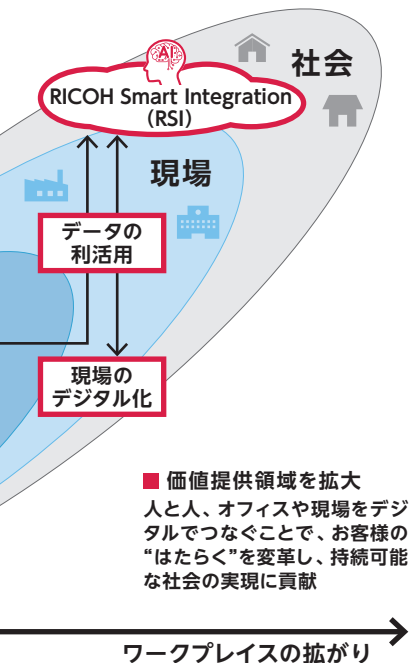 AI
社会
RICOH Smart Integration
（RSI）
現場
データの
利活用
現場の
デジタル化
■ 価値提供領域を拡大
人と人、オフィスや現場をデジ
タルでつなぐことで、お客様の
“はたらく”を変革し、持続可能
な社会の実現に貢献
ワークプレイスの拡がり